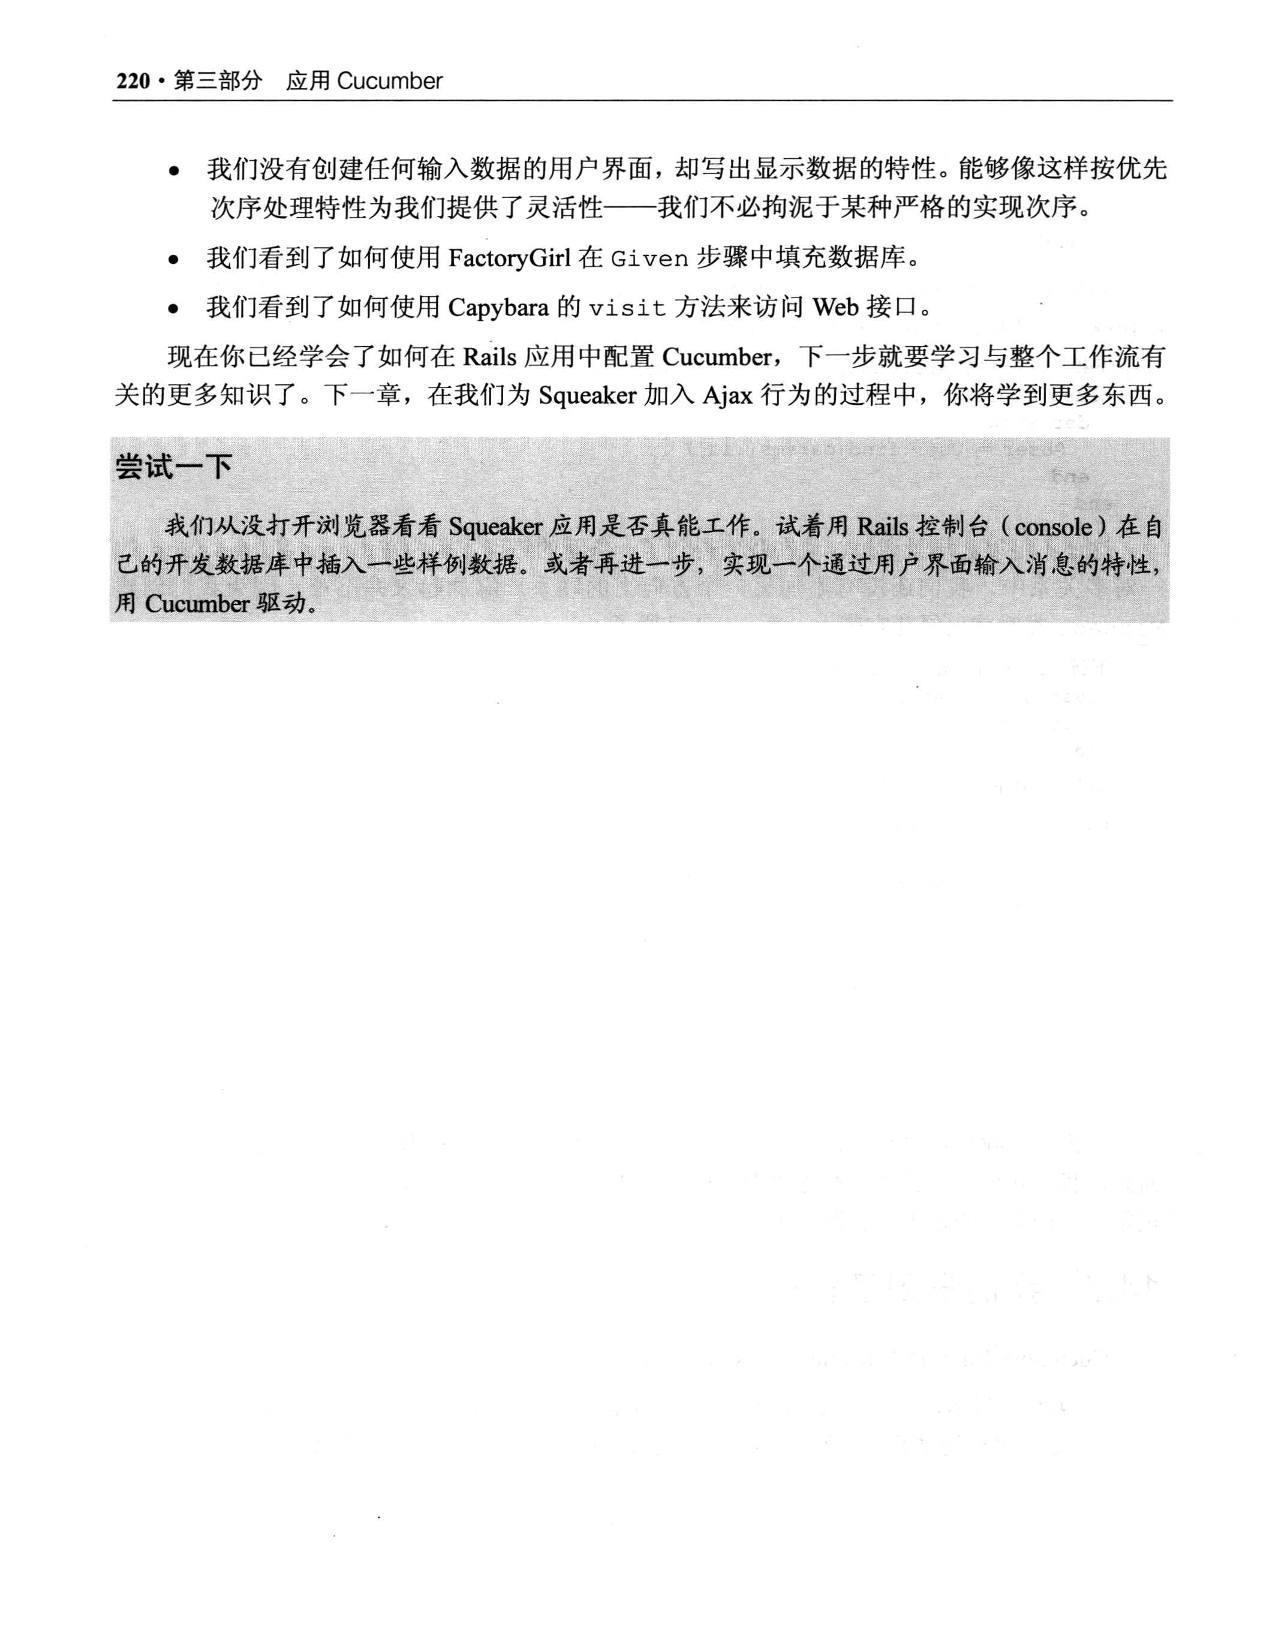 220·第三部分　应用 Cucumber
● 我们没有创建任何输入数据的用户界面，却写出显示数据的特性。能够像这样按优先
次序处理特性为我们提供了灵活性——我们不必拘泥于某种严格的实现次序。
● 我们看到了如何使用 FactoryGirl 在 Given 步骤中填充数据库。
● 我们看到了如何使用 Capybara 的 visit 方法来访问 Web 接口。
现在你已经学会了如何在 Rails 应用中配置 Cucumber，下一步就要学习与整个工作流有
关的更多知识了。下一章，在我们为 Squeaker 加入 Ajax 行为的过程中，你将学到更多东西。
尝试一下
我们从没打开浏览器看看 Squeaker 应用是否真能工作。试着用 Rails 控制台（console）在自
己的开发数据库中插入一些样例数据。或者再进一步，实现一个通过用户界面输入消息的特性，
用 Cucumber 驱动。